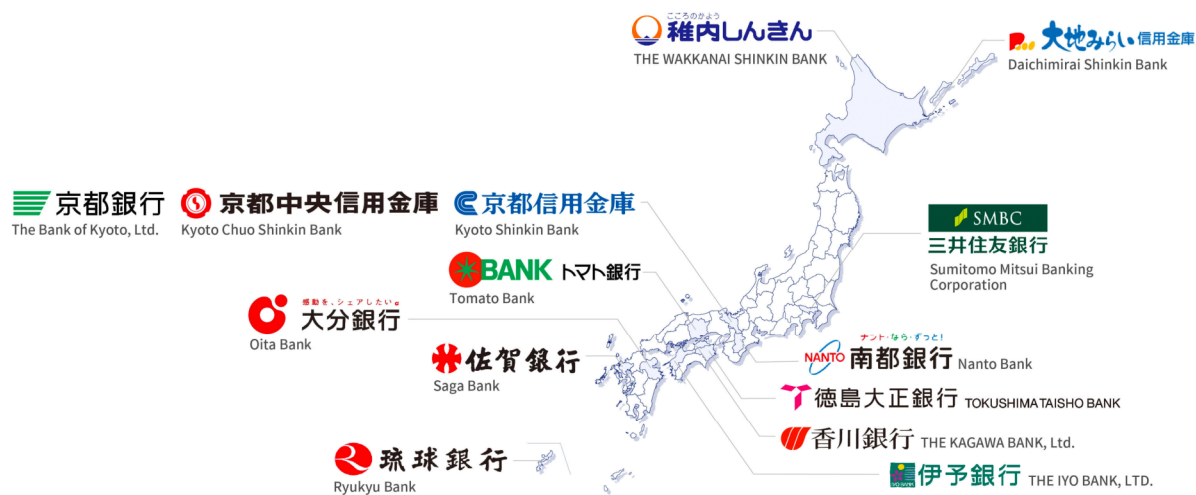 こころのかよう
稚内しんきん
THE WAKKANAI SHINKIN BANK
大地みらい信用金庫
Daichimirai Shinkin Bank
京都銀行
The Bank of Kyoto, Ltd.
京都中央信用金庫
Kyoto Chuo Shinkin Bank
京都信用金庫
Kyoto Shinkin Bank
SMBC
三井住友銀行
Sumitomo Mitsui Banking
Corporation
BANK トマト銀行
Tomato Bank
感動を、シェアしたい。
大分銀行
Oita Bank
佐賀銀行
Saga Bank
ナント・なら・ずっと!
NANTO 南都銀行 Nanto Bank
徳島大正銀行 TOKUSHIMA TAISHO BANK
香川銀行 THE KAGAWA BANK, Ltd.
IYO BANK 伊予銀行 THE IYO BANK, LTD.
琉球銀行
Ryukyu Bank